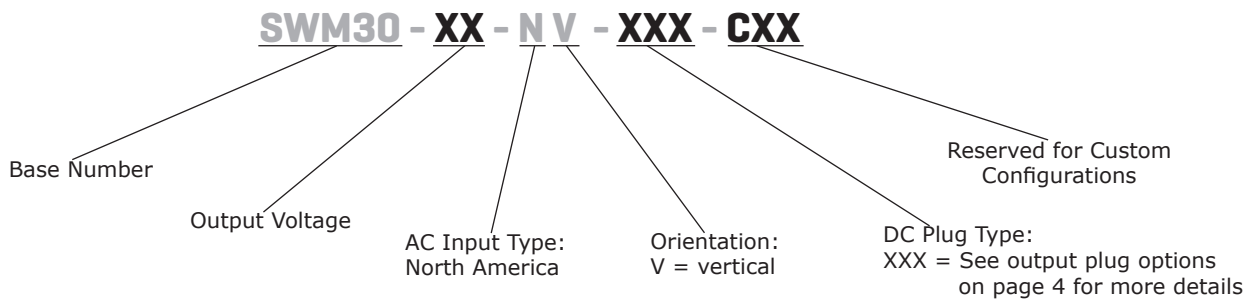 SWM30 - XX - N V - XXX - CXX
Base Number
Output Voltage
AC Input Type:
North America
Orientation:
V = vertical
DC Plug Type:
XXX = See output plug options
on page 4 for more details
Reserved for Custom
Configurations